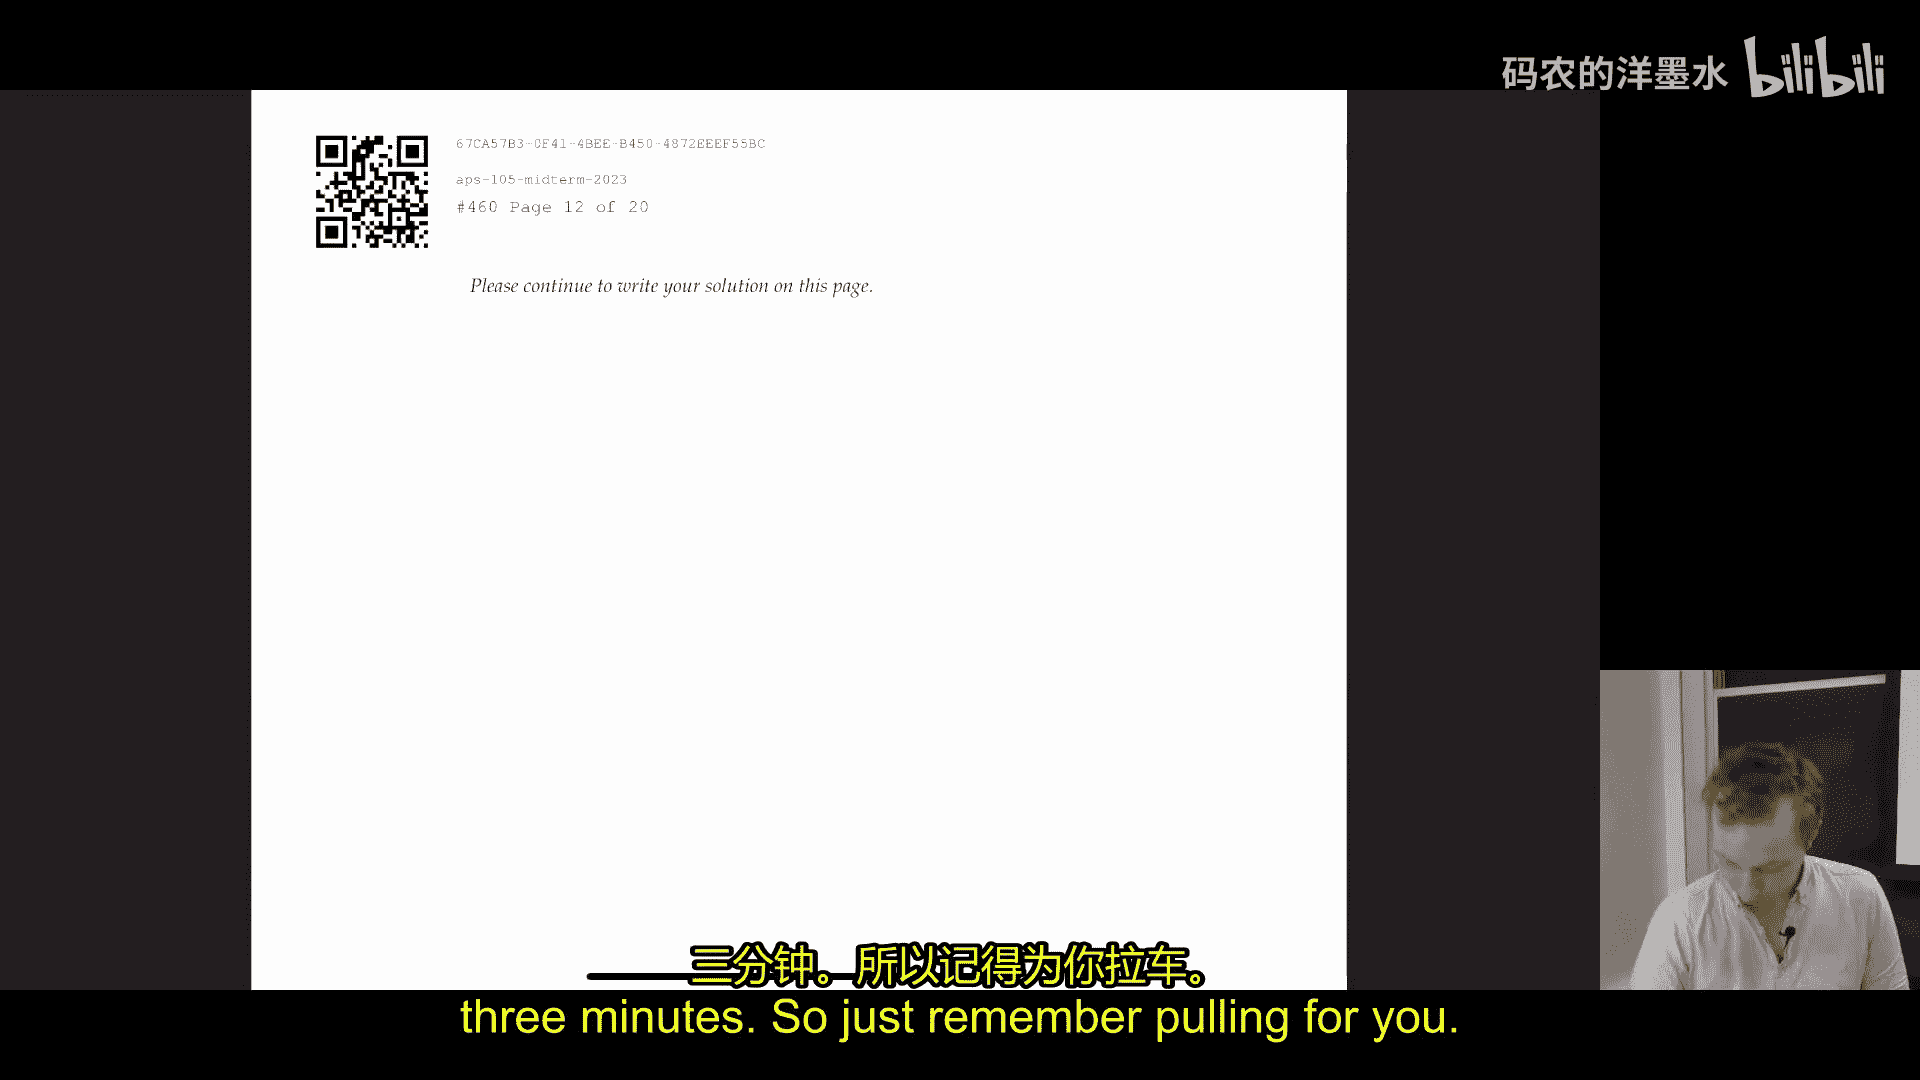 码农的洋墨水 bilibili
67CA57B3-0F41-4BEE-B450-4872EEEF55BC
aps-105-midterm-2023
#460 Page 12 of 20
Please continue to write your solution on this page.
三分钟。所以记得为你拉车。
three minutes. So just remember pulling for you.